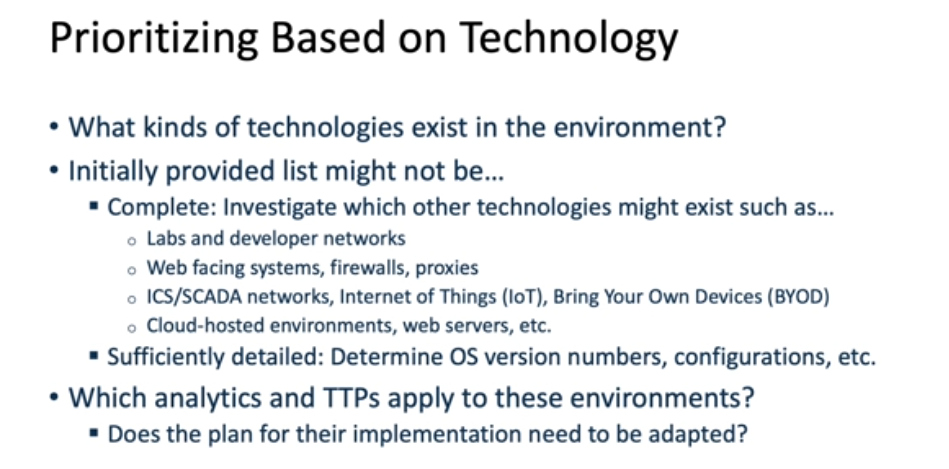 Prioritizing Based on Technology
• What kinds of technologies exist in the environment?
• Initially provided list might not be...
▪ Complete: Investigate which other technologies might exist such as...
o Labs and developer networks
o Web facing systems, firewalls, proxies
o ICS/SCADA networks, Internet of Things (IoT), Bring Your Own Devices (BYOD)
o Cloud-hosted environments, web servers, etc.
▪ Sufficiently detailed: Determine OS version numbers, configurations, etc.
• Which analytics and TTPs apply to these environments?
▪ Does the plan for their implementation need to be adapted?